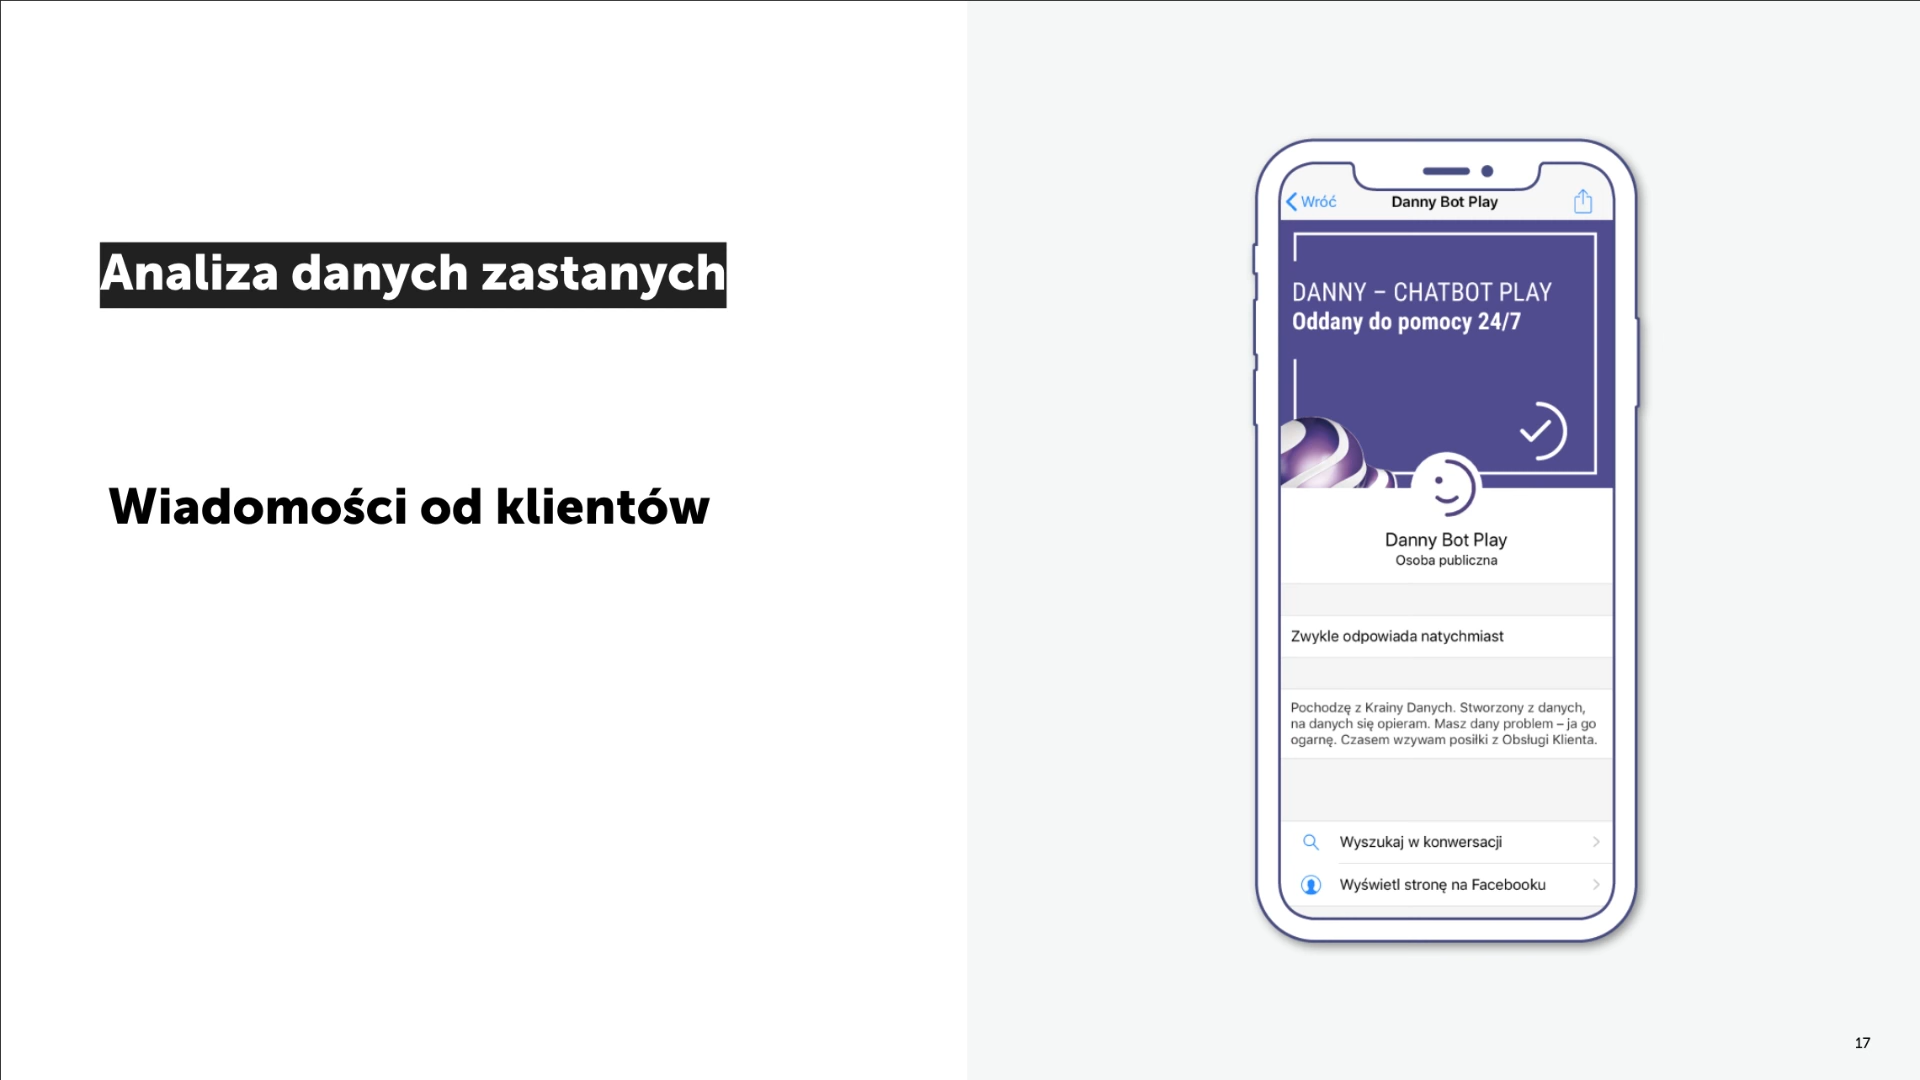 Analiza danych zastanych
Wiadomości od klientów
Wróć
Danny Bot Play
DANNY – CHATBOT PLAY
Oddany do pomocy 24/7
Danny Bot Play
Osoba publiczna
Zwykle odpowiada natychmiast
Pochodzę z Krainy Danych. Stworzony z danych,
na danych się opieram. Masz dany problem – ja go
ogarnę. Czasem wzywam posiłki z Obsługi Klienta.
Wyszukaj w konwersacji
Wyświetl stronę na Facebooku
17